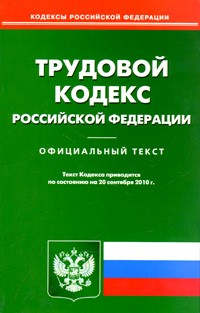 КОДЕКСЫ РОССИЙСКОЙ ФЕДЕРАЦИИ
ТРУДОВОЙ
КОДЕКС
РОССИЙСКОЙ ФЕДЕРАЦИИ
ОФИЦИАЛЬНЫЙ ТЕКСТ
Текст Кодекса приводится
по состоянию на 20 сентября 2010 г.